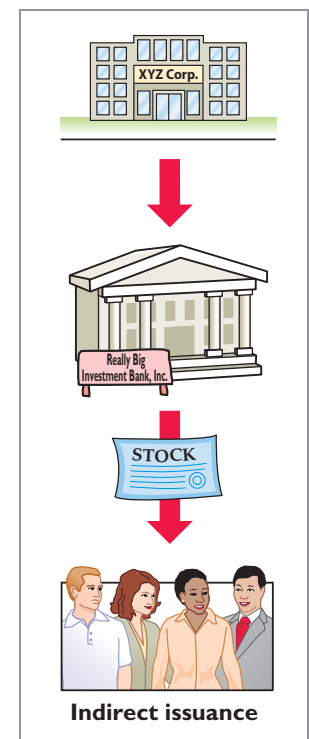 XYZ Corp.
Really Big
Investment Bank, Inc.
STOCK
Indirect issuance